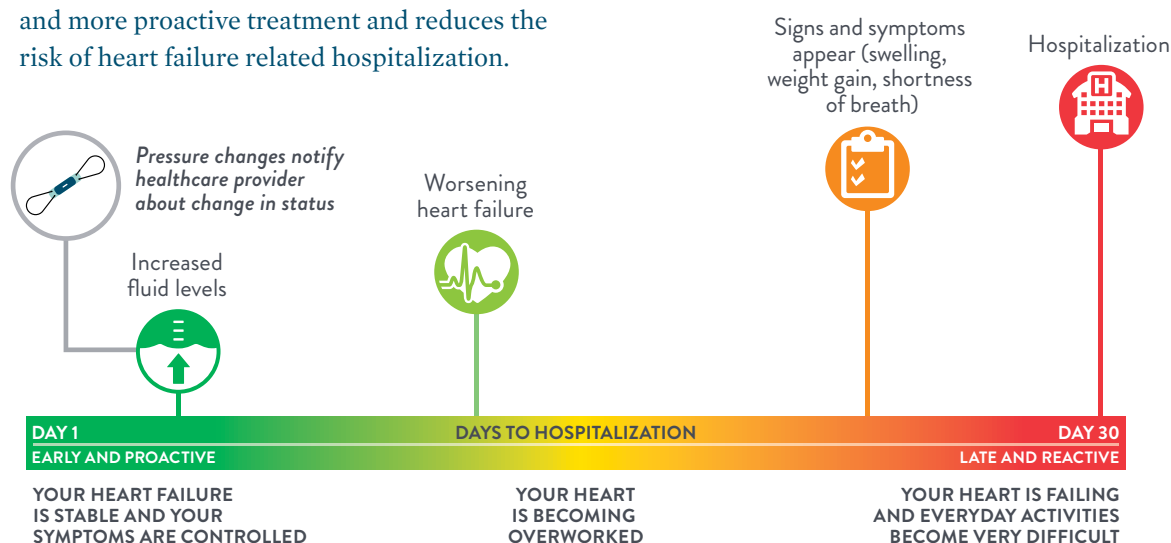 and more proactive treatment and reduces the
risk of heart failure related hospitalization.
Signs and symptoms
appear (swelling,
weight gain, shortness
of breath)
Hospitalization
H
Pressure changes notify
healthcare provider
about change in status
Worsening
heart failure
Increased
fluid levels
DAY 1
DAYS TO HOSPITALIZATION
DAY 30
EARLY AND PROACTIVE
LATE AND REACTIVE
YOUR HEART FAILURE
IS STABLE AND YOUR
SYMPTOMS ARE CONTROLLED
YOUR HEART
IS BECOMING
OVERWORKED
YOUR HEART IS FAILING
AND EVERYDAY ACTIVITIES
BECOME VERY DIFFICULT